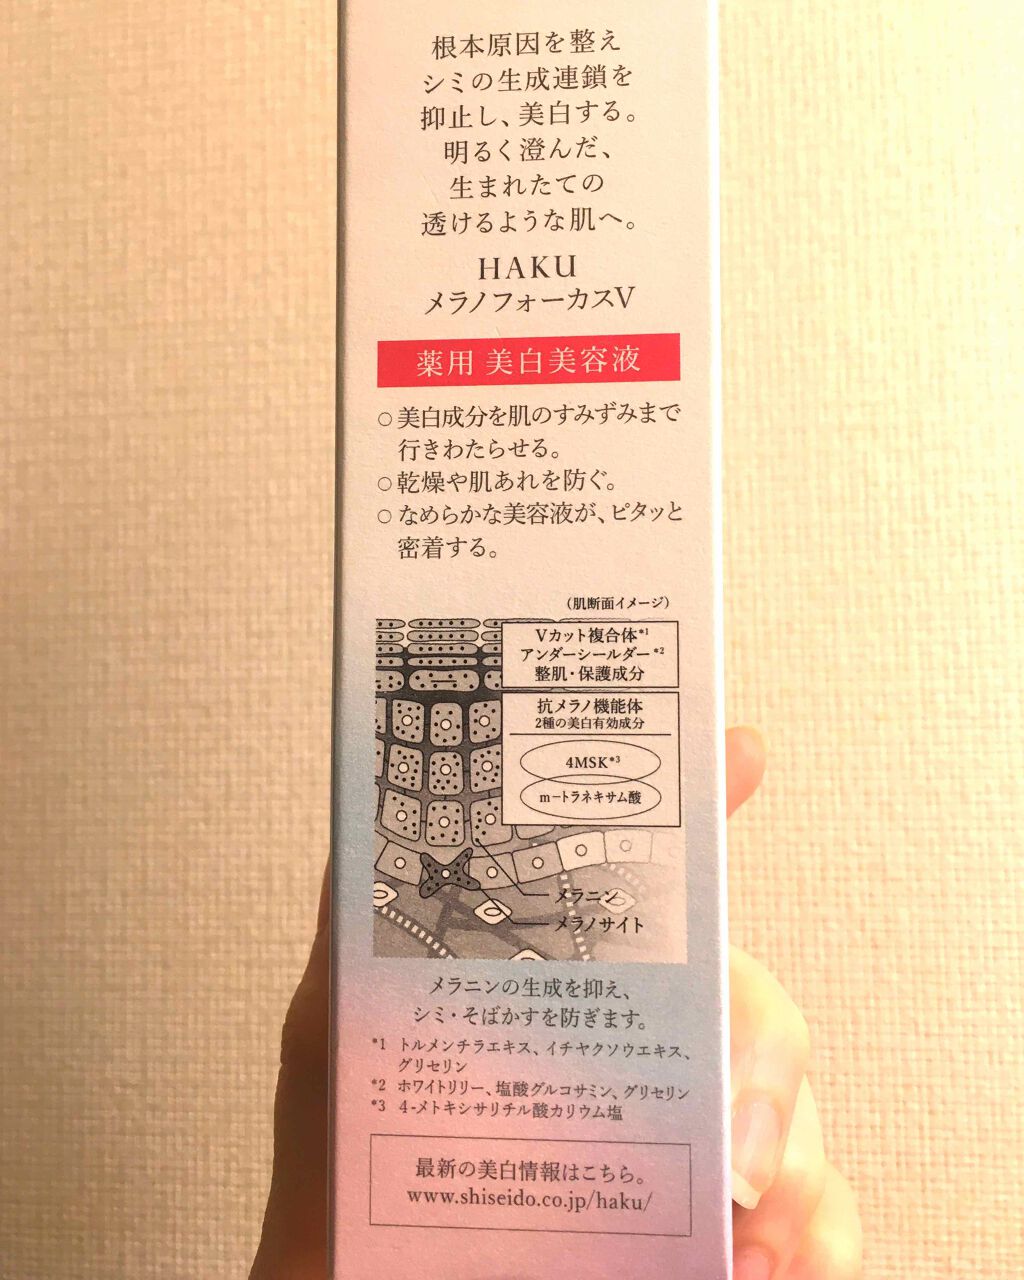 根本原因を整え
シミの生成連鎖を
抑止し、美白する。
明るく澄んだ、
生まれたての
透けるような肌へ。
HAKU
メラノフォーカスV
薬用 美白美容液
○美白成分を肌のすみずみまで
行きわたらせる。
○乾燥や肌あれを防ぐ。
○なめらかな美容液が、ピタッと
密着する。
（肌断面イメージ）
Vカット複合体*1
アンダーシールダー*2
整肌・保護成分
抗メラノ機能体
2種の美白有効成分
4MSK*3
m－トラネキサム酸
メラニン
メラノサイト
メラニンの生成を抑え、
シミ・そばかすを防ぎます。
*1 トルメンチラエキス、イチヤクソウエキス、
グリセリン
*2 ホワイトリリー、塩酸グルコサミン、グリセリン
*3 4-メトキシサリチル酸カリウム塩
最新の美白情報はこちら。
www.shiseido.co.jp/haku/